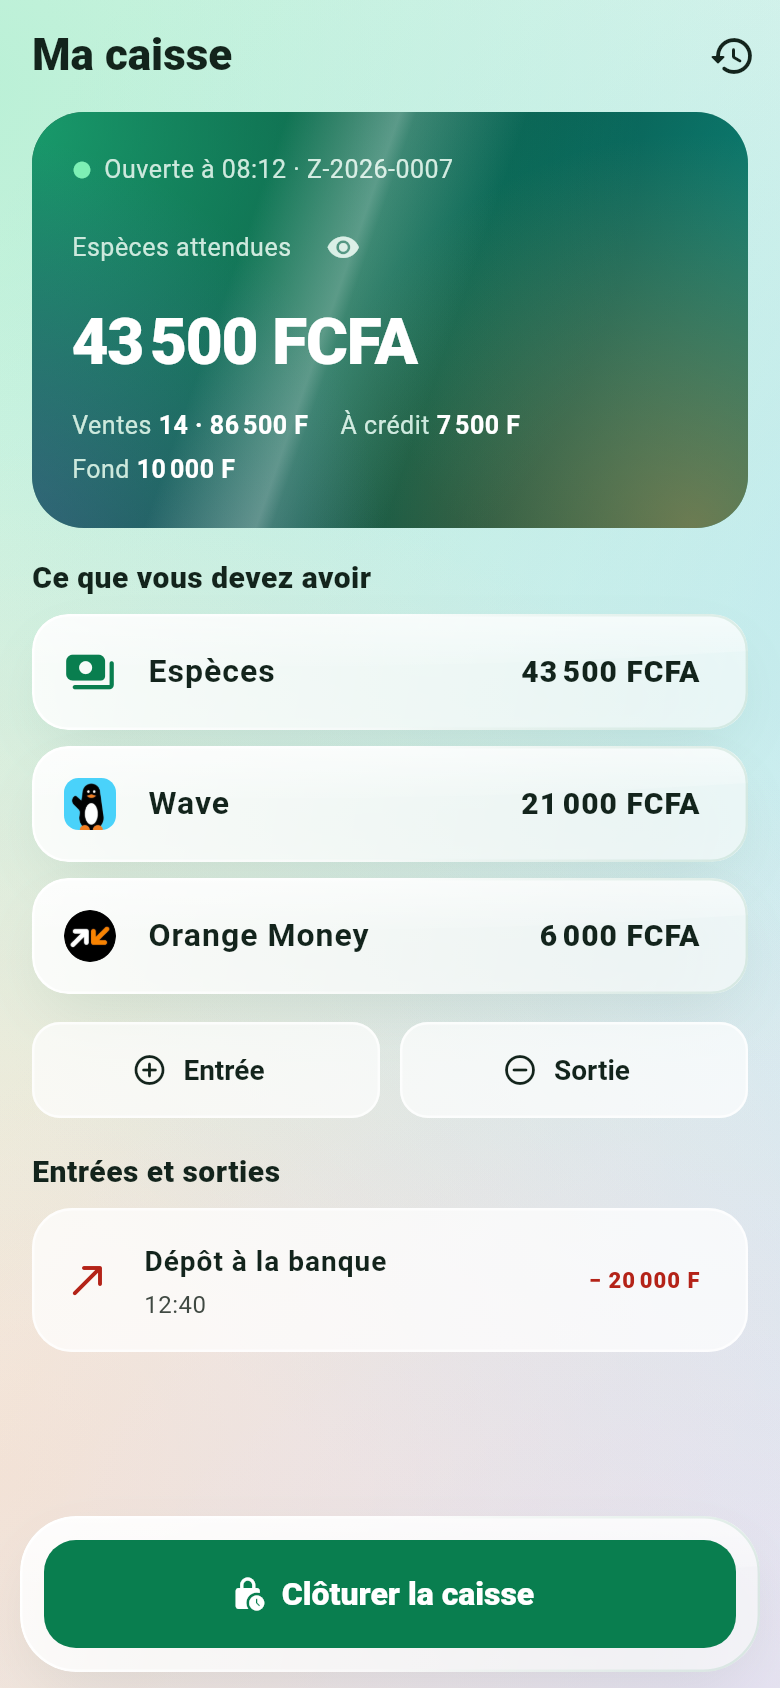 Ma caisse
Ouverte à 08:12 · Z-2026-0007
Espèces attendues
43 500 FCFA
Ventes 14 · 86 500 F À crédit 7 500 F
Fond 10 000 F
Ce que vous devez avoir
Espèces 43 500 FCFA
Wave 21 000 FCFA
Orange Money 6 000 FCFA
Entrée Sortie
Entrées et sorties
Dépôt à la banque
− 20 000 F
12:40
Clôturer la caisse